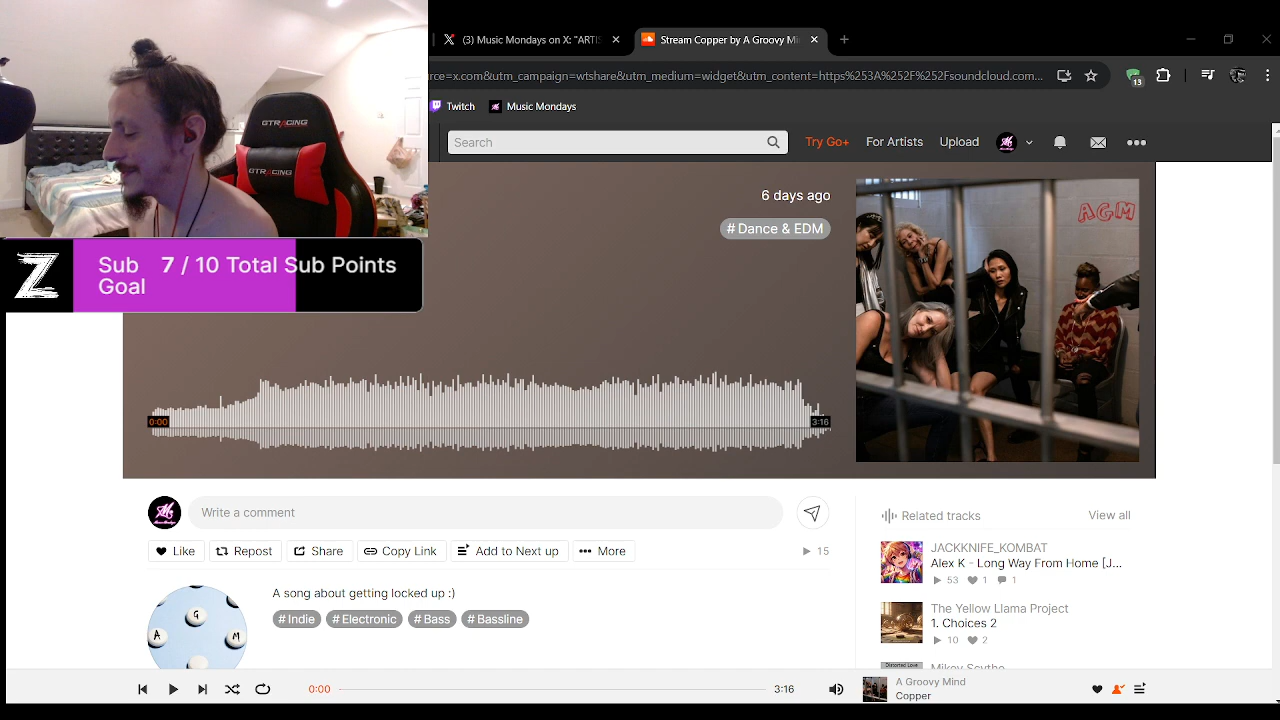 (3) Music Mondays on X: "ARTIS
Stream Copper by A Groovy Mi
rce=x.com&utm_campaign=wtshare&utm_medium=widget&utm_content=https%253A%252F%252Fsoundcloud.com...
13
Twitch
Music Mondays
Search
Try Go+
For Artists
Upload
GTRACING
GTRACING
6 days ago
# Dance & EDM
AGM
Z
Sub Goal
7 / 10 Total Sub Points
0:00
3:16
Write a comment
Like
Repost
Share
Copy Link
Add to Next up
More
15
A song about getting locked up :)
# Indie
# Electronic
# Bass
# Bassline
G
A
M
Related tracks
View all
JACKKNIFE_KOMBAT
Alex K - Long Way From Home [J...
53
1
1
The Yellow Llama Project
1. Choices 2
10
2
Mikey Scythe
0:00
3:16
A Groovy Mind
Copper